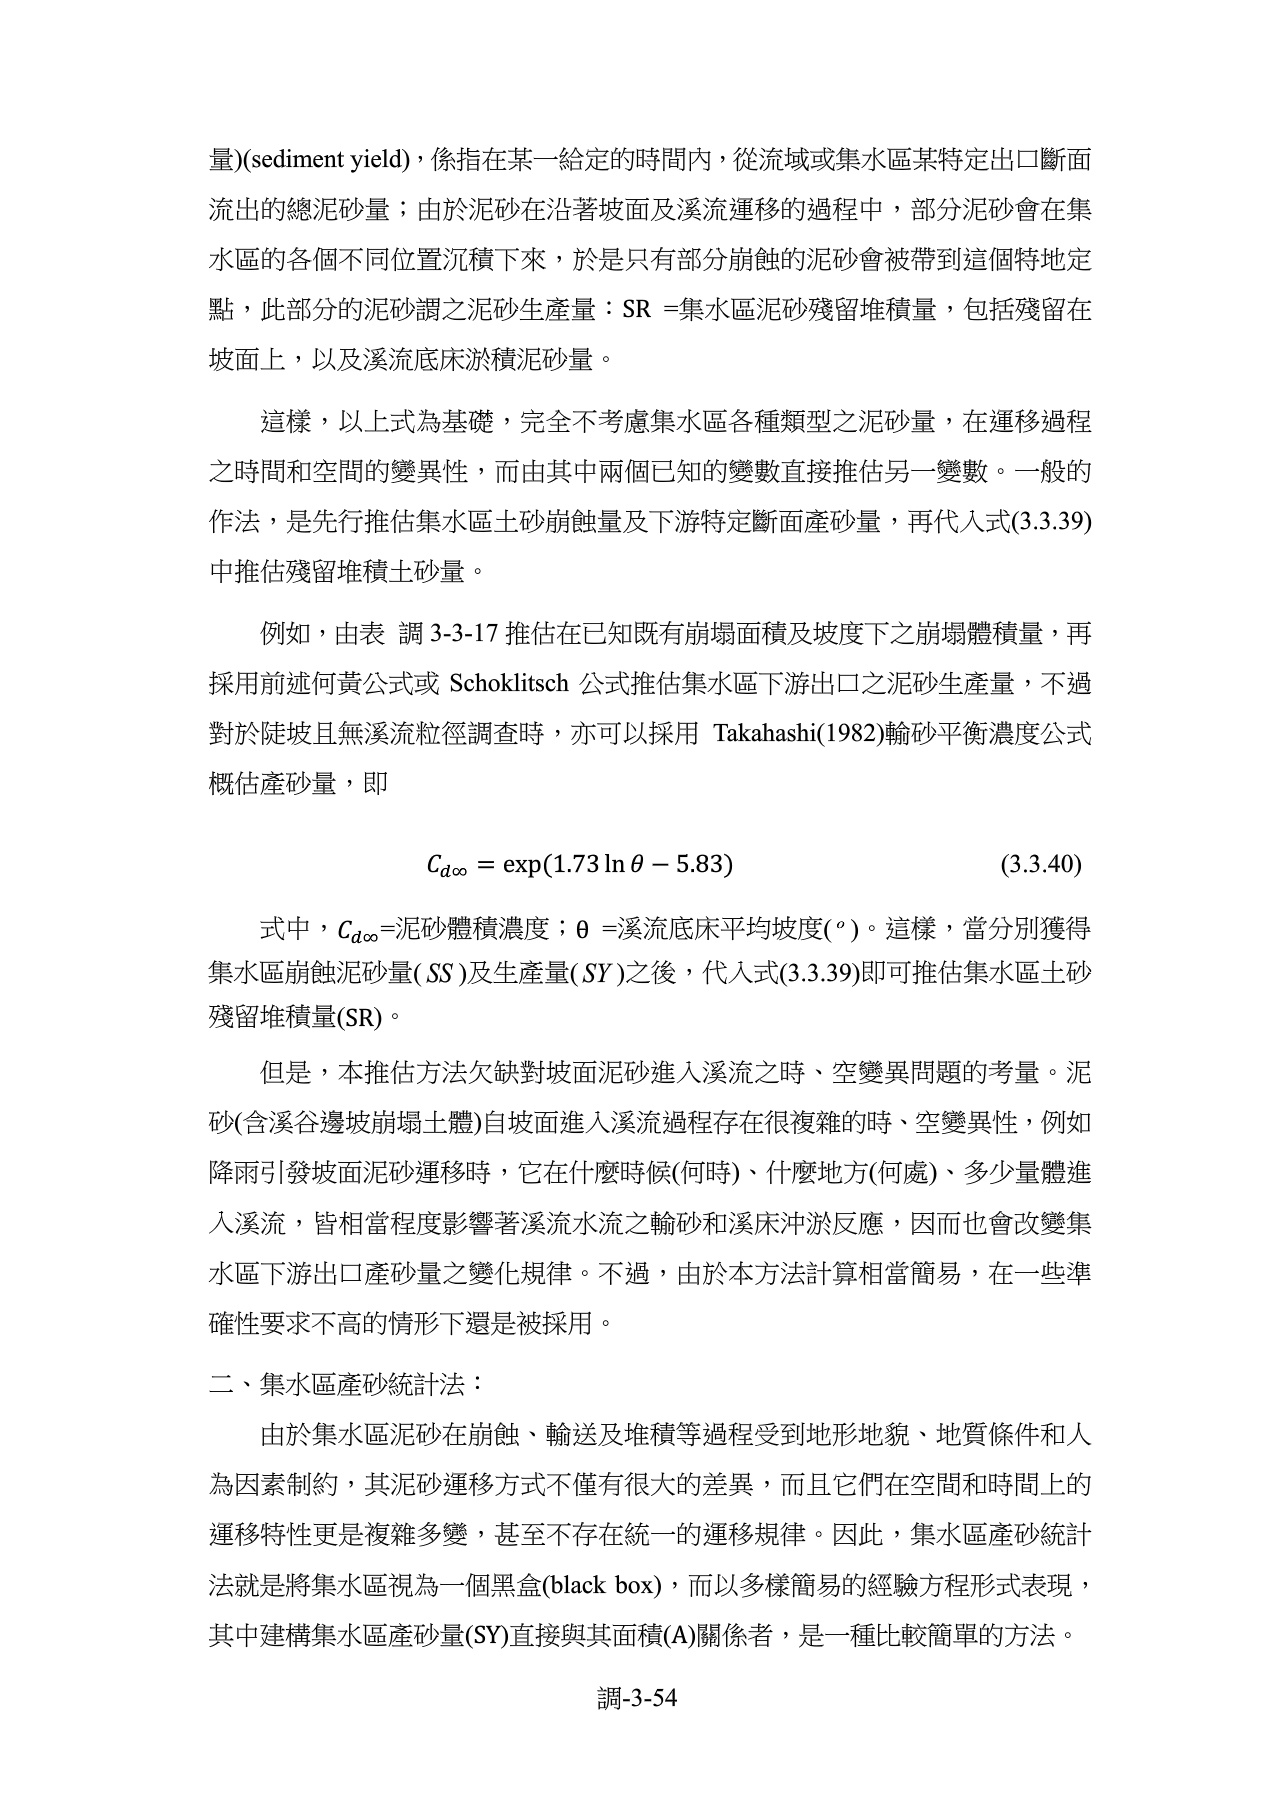 量)(sediment yield)，係指在某一給定的時間內，從流域或集水區某特定出口斷面
流出的總泥砂量；由於泥砂在沿著坡面及溪流運移的過程中，部分泥砂會在集
水區的各個不同位置沉積下來，於是只有部分崩蝕的泥砂會被帶到這個特地定
點，此部分的泥砂謂之泥砂生產量：SR =集水區泥砂殘留堆積量，包括殘留在
坡面上，以及溪流底床淤積泥砂量。
這樣，以上式為基礎，完全不考慮集水區各種類型之泥砂量，在運移過程
之時間和空間的變異性，而由其中兩個已知的變數直接推估另一變數。一般的
作法，是先行推估集水區土砂崩蝕量及下游特定斷面產砂量，再代入式(3.3.39)
中推估殘留堆積土砂量。
例如，由表 調 3-3-17 推估在已知既有崩塌面積及坡度下之崩塌體積量，再
採用前述何黃公式或 Schoklitsch 公式推估集水區下游出口之泥砂生產量，不過
對於陡坡且無溪流粒徑調查時，亦可以採用 Takahashi(1982)輸砂平衡濃度公式
概估產砂量，即
C_{d∞} = exp(1.73 ln θ − 5.83) (3.3.40)
式中，C_{d∞}=泥砂體積濃度；θ =溪流底床平均坡度(°)。這樣，當分別獲得
集水區崩蝕泥砂量( SS )及生產量( SY )之後，代入式(3.3.39)即可推估集水區土砂
殘留堆積量(SR)。
但是，本推估方法欠缺對坡面泥砂進入溪流之時、空變異問題的考量。泥
砂(含溪谷邊坡崩塌土體)自坡面進入溪流過程存在很複雜的時、空變異性，例如
降雨引發坡面泥砂運移時，它在什麼時候(何時)、什麼地方(何處)、多少量體進
入溪流，皆相當程度影響著溪流水流之輸砂和溪床沖淤反應，因而也會改變集
水區下游出口產砂量之變化規律。不過，由於本方法計算相當簡易，在一些準
確性要求不高的情形下還是被採用。
二、集水區產砂統計法：
由於集水區泥砂在崩蝕、輸送及堆積等過程受到地形地貌、地質條件和人
為因素制約，其泥砂運移方式不僅有很大的差異，而且它們在空間和時間上的
運移特性更是複雜多變，甚至不存在統一的運移規律。因此，集水區產砂統計
法就是將集水區視為一個黑盒(black box)，而以多樣簡易的經驗方程形式表現，
其中建構集水區產砂量(SY)直接與其面積(A)關係者，是一種比較簡單的方法。
調-3-54